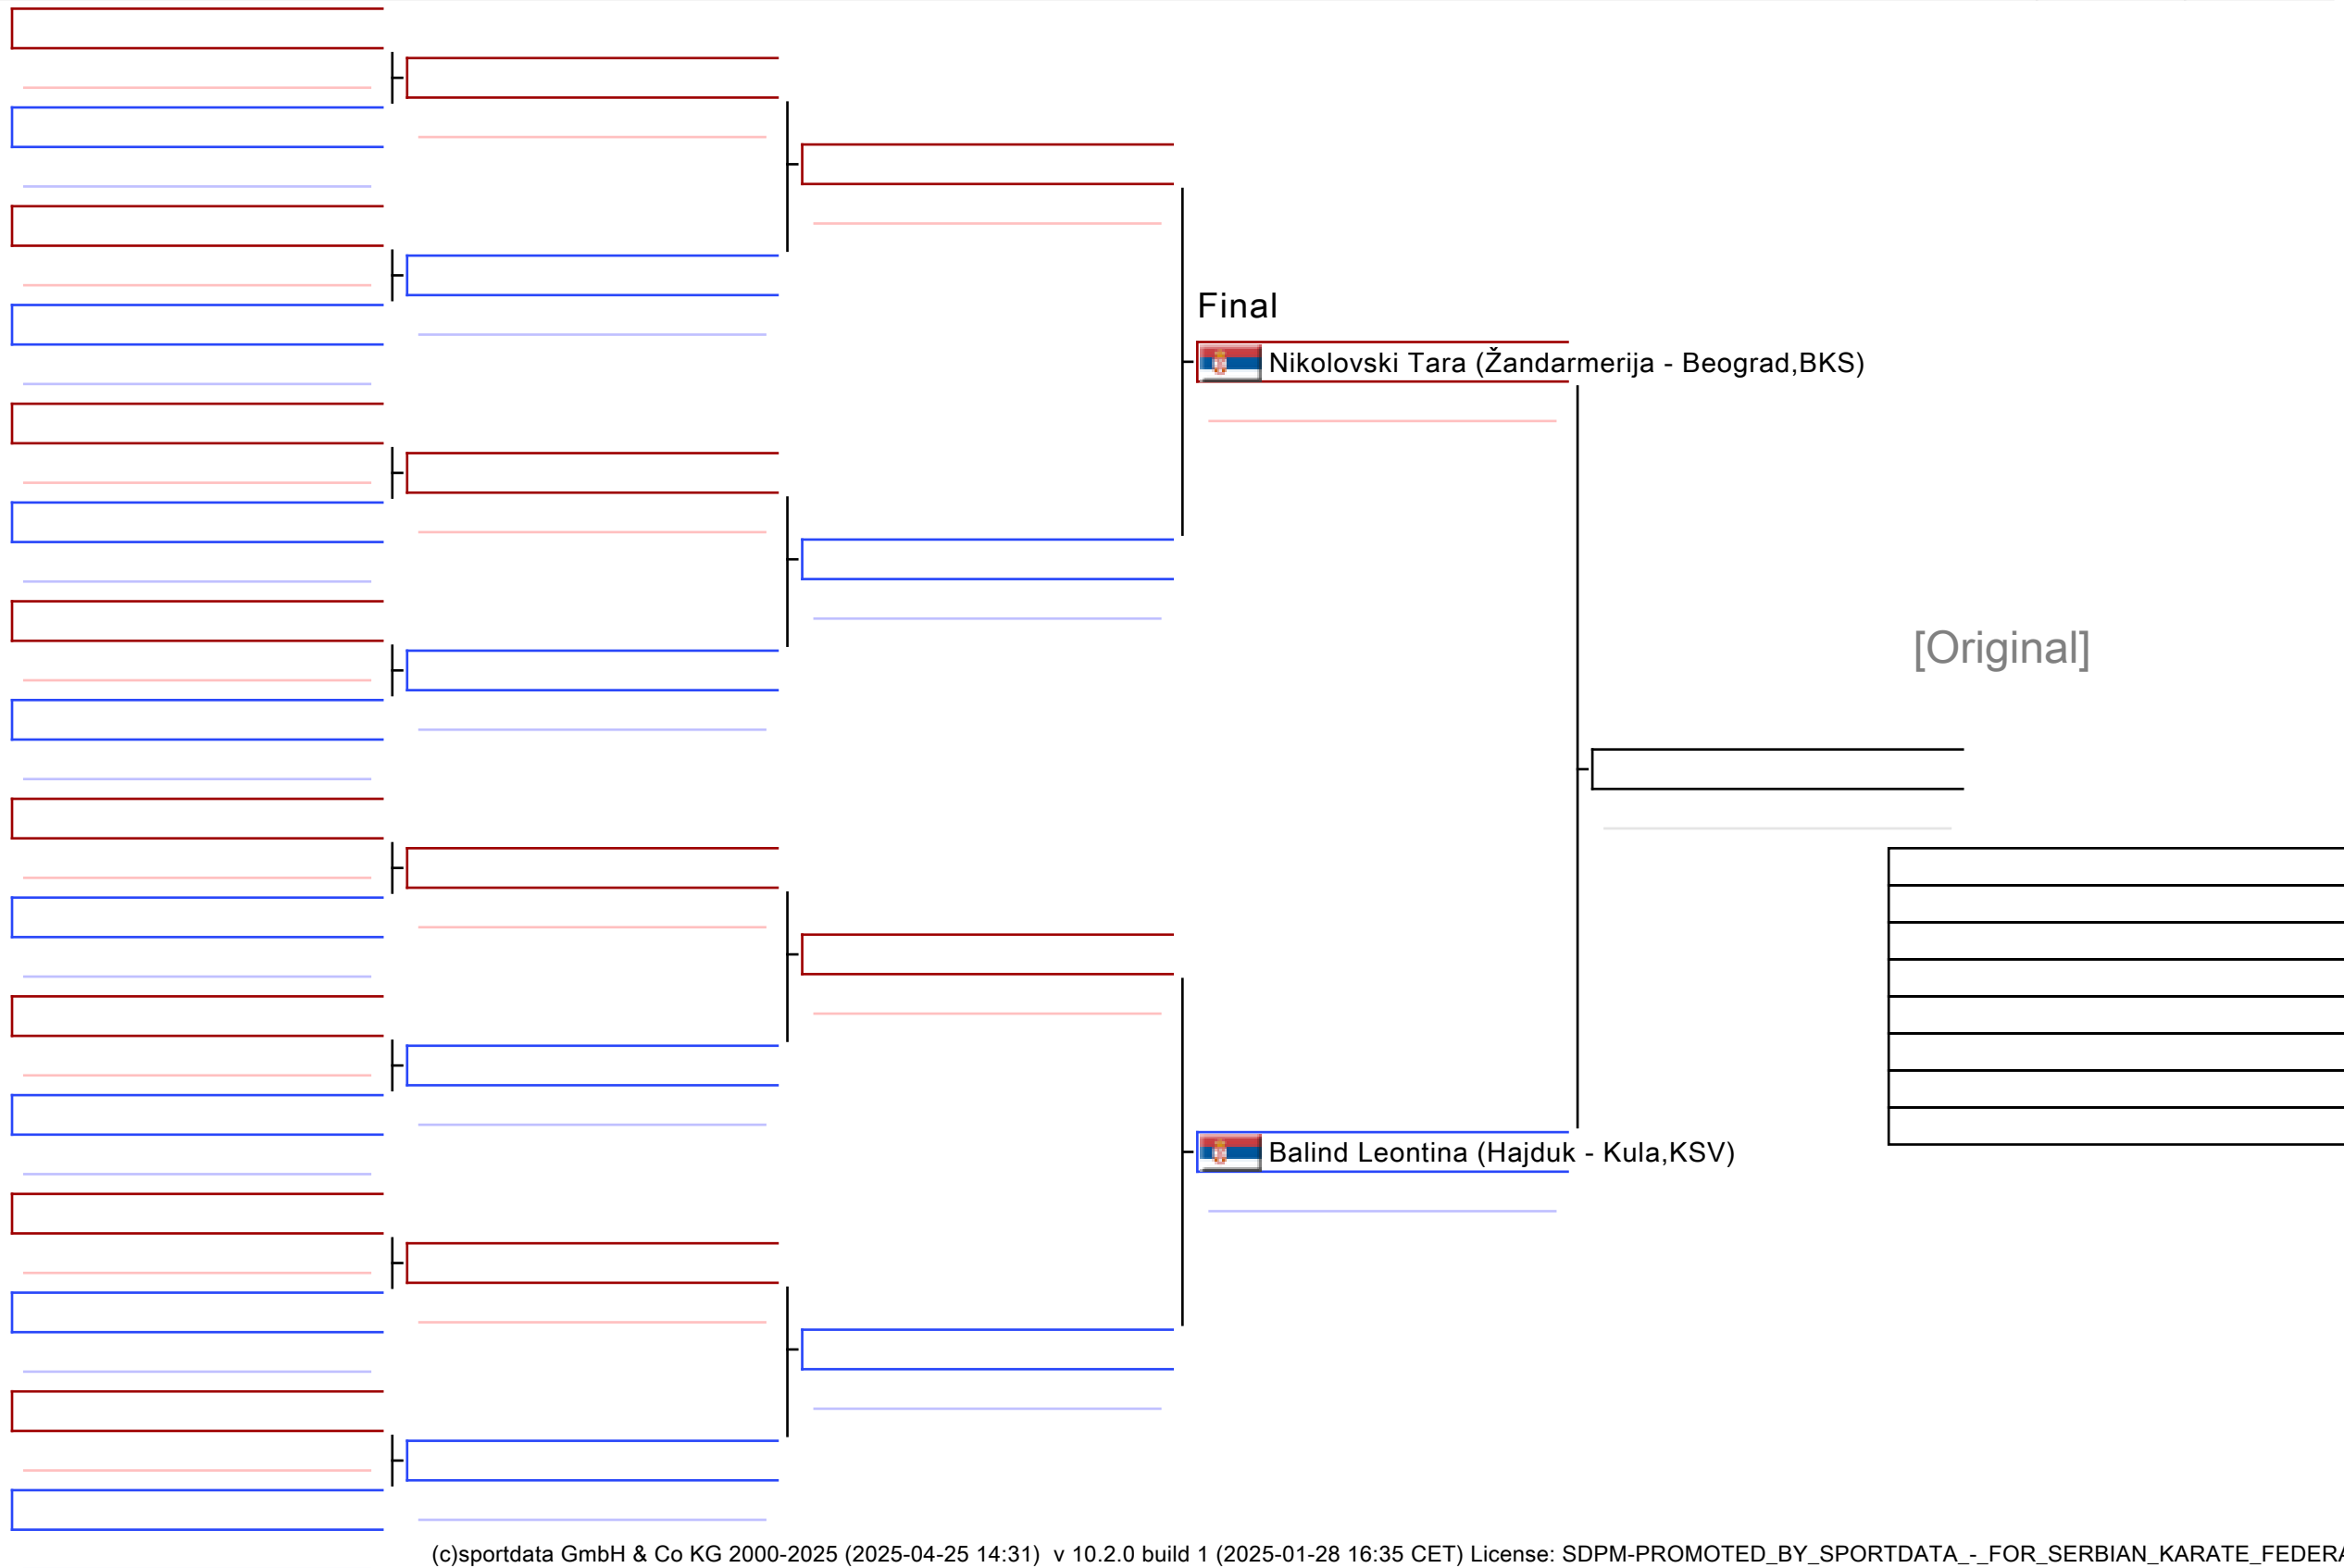 Final
Nikolovski Tara (Žandarmerija - Beograd,BKS)
[Original]
Balind Leontina (Hajduk - Kula,KSV)
(c)sportdata GmbH & Co KG 2000-2025 (2025-04-25 14:31) v 10.2.0 build 1 (2025-01-28 16:35 CET) License: SDPM-PROMOTED_BY_SPORTDATA_-_FOR_SERBIAN_KARATE_FEDERA